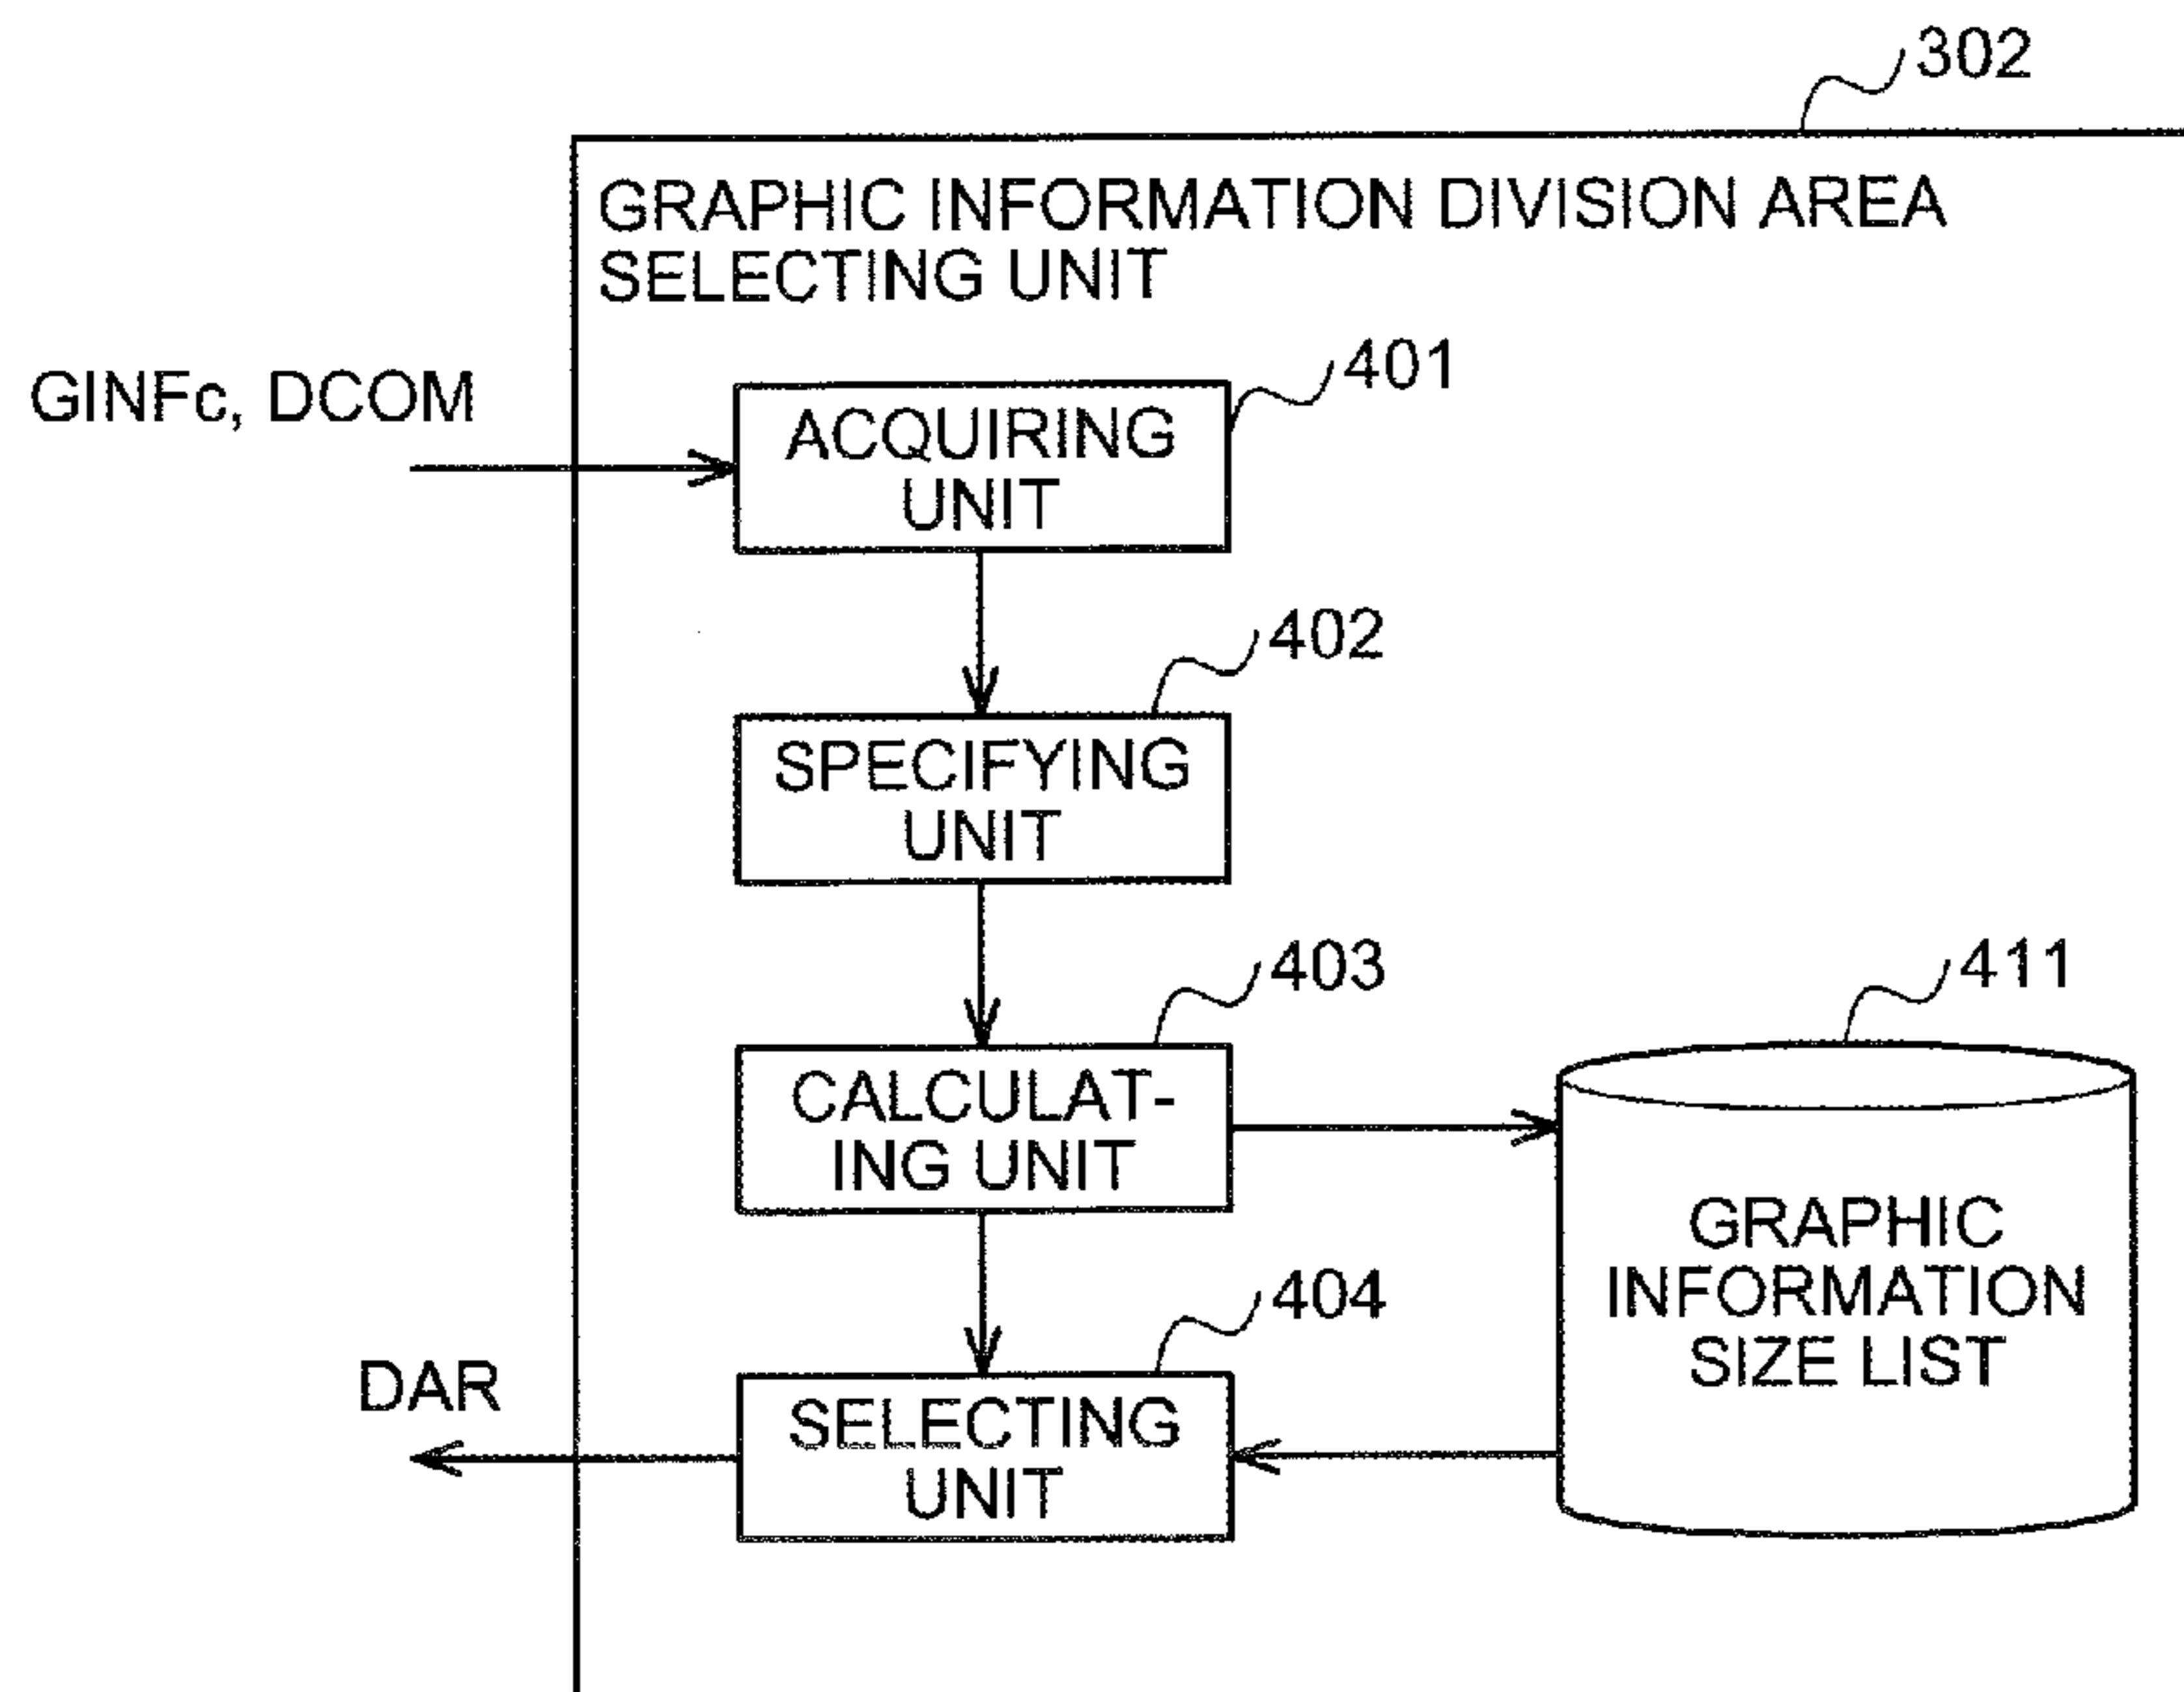 302
GRAPHIC INFORMATION DIVISION AREA
SELECTING UNIT
GINFc, DCOM
401
ACQUIRING
UNIT
402
SPECIFYING
UNIT
403
CALCULAT-
ING UNIT
411
GRAPHIC
INFORMATION
SIZE LIST
404
DAR
SELECTING
UNIT